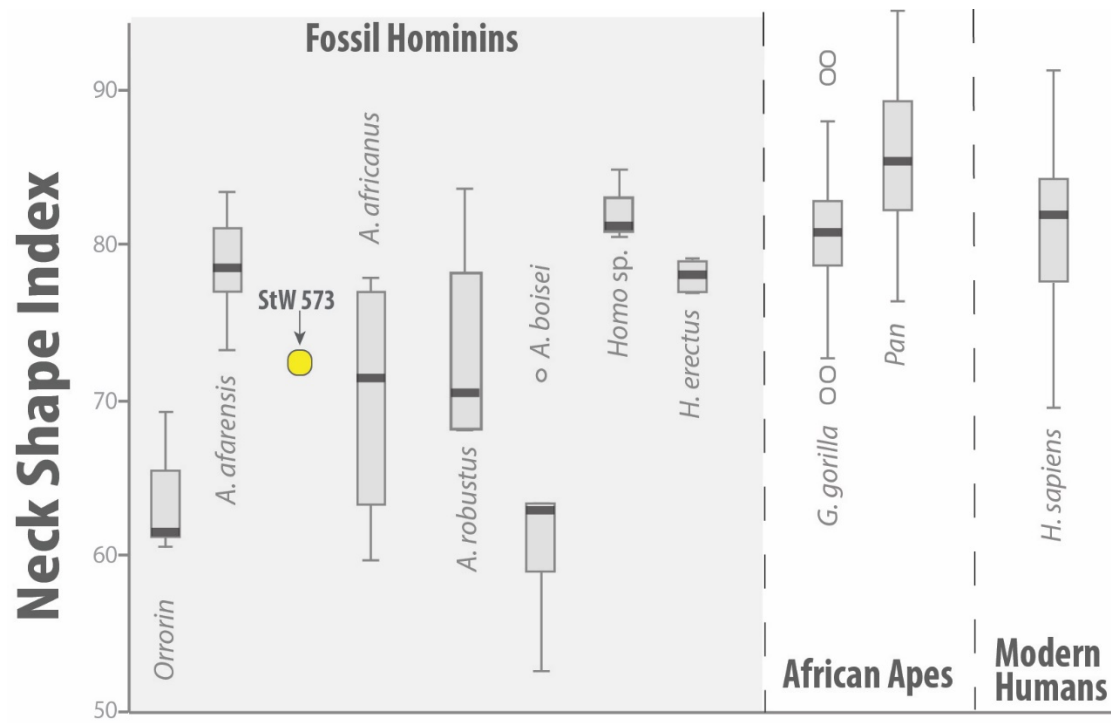 Fossil Hominins
Neck Shape Index
90
80
70
60
50
Orrorin
A. afarensis
StW 573
A. africanus
A. robustus
A. boisei
Homo sp.
H. erectus
G. gorilla
Pan
H. sapiens
African Apes
Modern
Humans